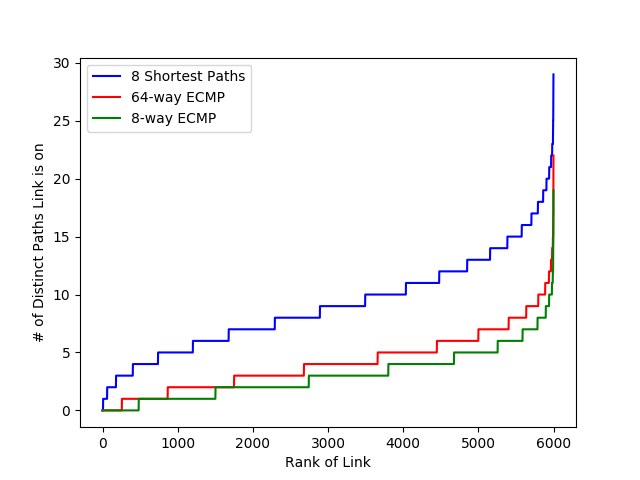 8 Shortest Paths
64-way ECMP
8-way ECMP
# of Distinct Paths Link is on
30
25
20
15
10
5
0
0 1000 2000 3000 4000 5000 6000
Rank of Link